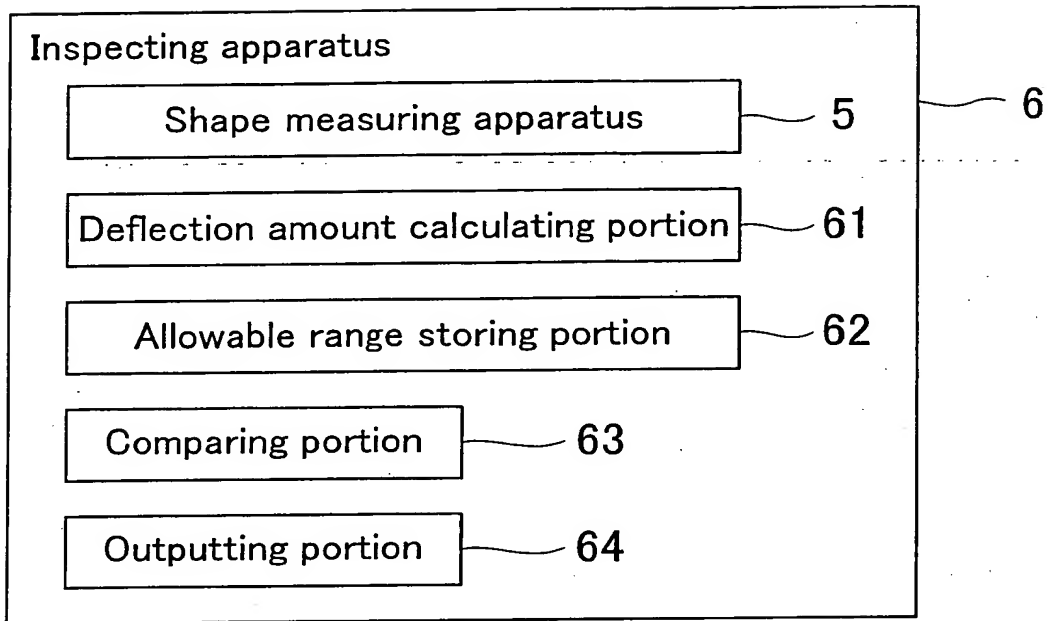 Inspecting apparatus
Shape measuring apparatus 5 6
Deflection amount calculating portion 61
Allowable range storing portion 62
Comparing portion 63
Outputting portion 64